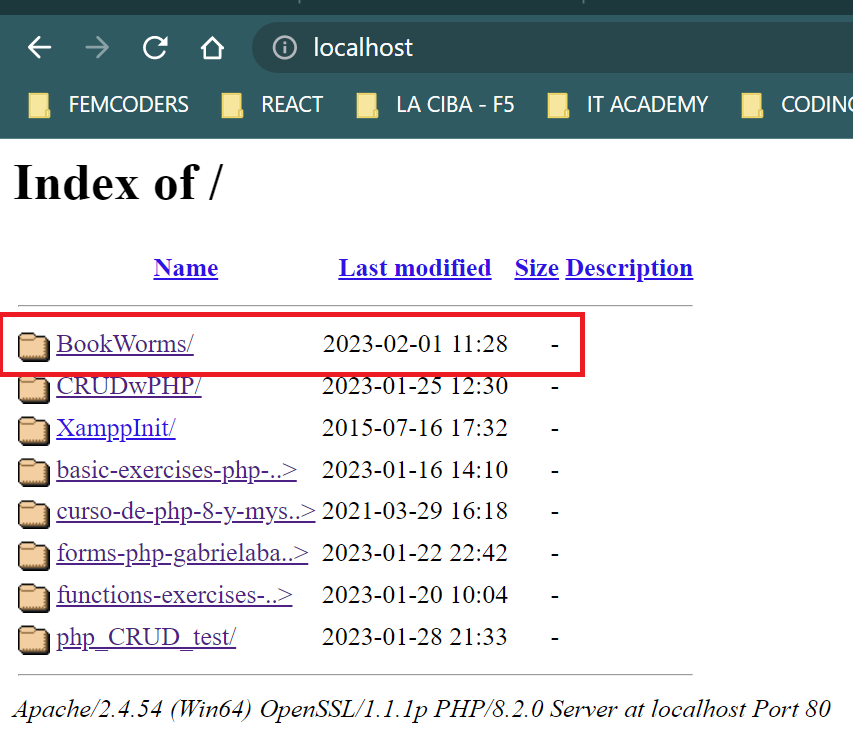 localhost
FEMCODERS REACT LA CIBA - F5 IT ACADEMY CODING
Index of /
Name Last modified Size Description
BookWorms/ 2023-02-01 11:28 -
CRUDwPHP/ 2023-01-25 12:30 -
XamppInit/ 2015-07-16 17:32 -
basic-exercises-php-..> 2023-01-16 14:10 -
curso-de-php-8-y-mys..> 2021-03-29 16:18 -
forms-php-gabrielaba..> 2023-01-22 22:42 -
functions-exercises-..> 2023-01-20 10:04 -
php_CRUD_test/ 2023-01-28 21:33 -
Apache/2.4.54 (Win64) OpenSSL/1.1.1p PHP/8.2.0 Server at localhost Port 80